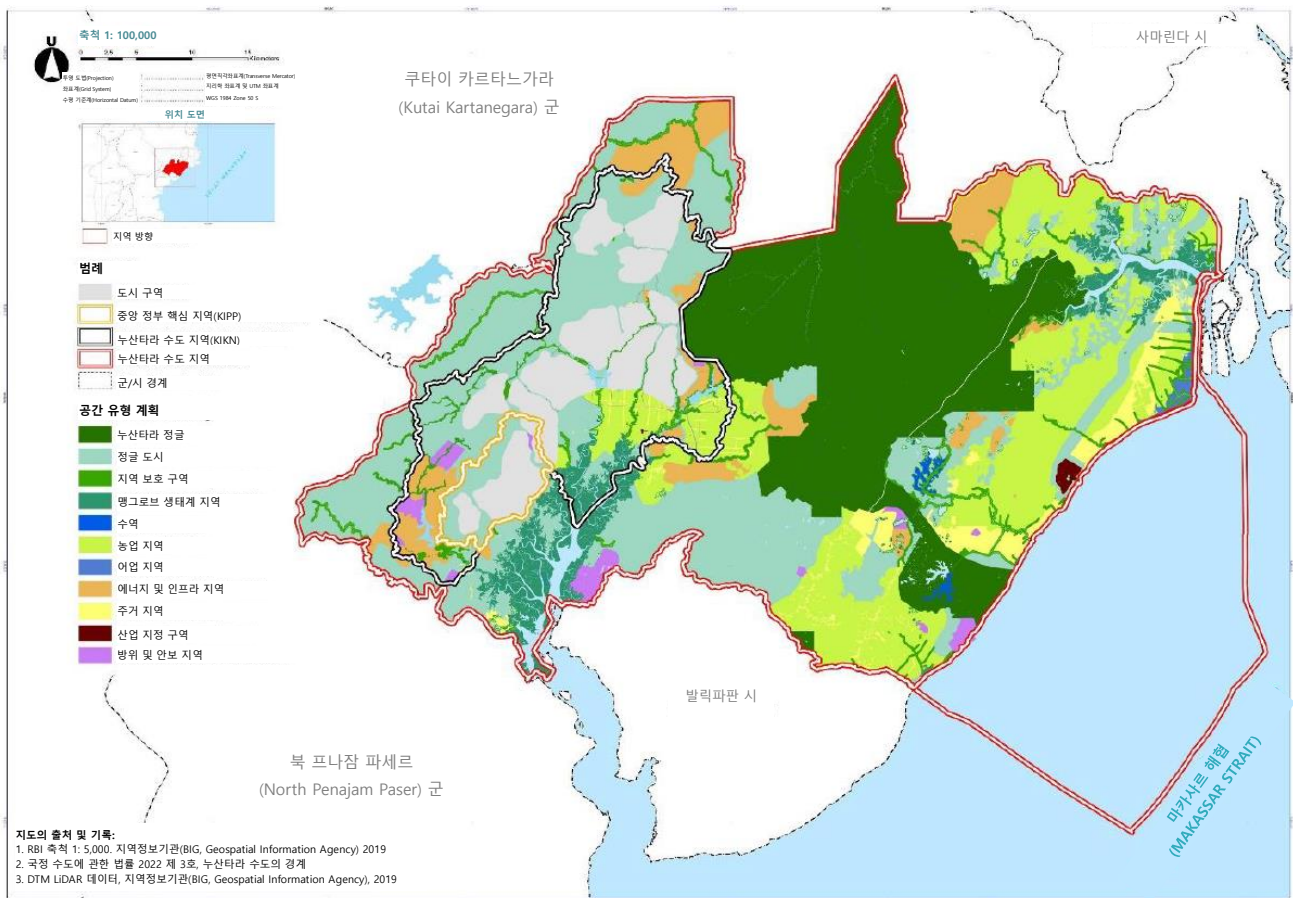 축척 1: 100,000
U
0 2,5 5 10 15
Kilometers
투영 도법(Projection) : 평면직각좌표계(Transverse Mercator)
좌표계(Grid System) : 지리학 좌표계 및 UTM 좌표계
수평 기준계(Horizontal Datum) : WGS 1984 Zone 50 S
위치 도면
지역 방향
범례
도시 구역
중앙 정부 핵심 지역(KIPP)
누산타라 수도 지역(KIKN)
누산타라 수도 지역
군/시 경계
공간 유형 계획
누산타라 정글
정글 도시
지역 보호 구역
맹그로브 생태계 지역
수역
농업 지역
어업 지역
에너지 및 인프라 지역
주거 지역
산업 지정 구역
방위 및 안보 지역
쿠타이 카르타느가라
(Kutai Kartanegara) 군
사마린다 시
발릭파판 시
북 프나잠 파세르
(North Penajam Paser) 군
마카사르 해협
(MAKASSAR STRAIT)
지도의 출처 및 기록:
1. RBI 축척 1: 5,000. 지역정보기관(BIG, Geospatial Information Agency) 2019
2. 국정 수도에 관한 법률 2022 제 3호, 누산타라 수도의 경계
3. DTM LiDAR 데이터, 지역정보기관(BIG, Geospatial Information Agency), 2019